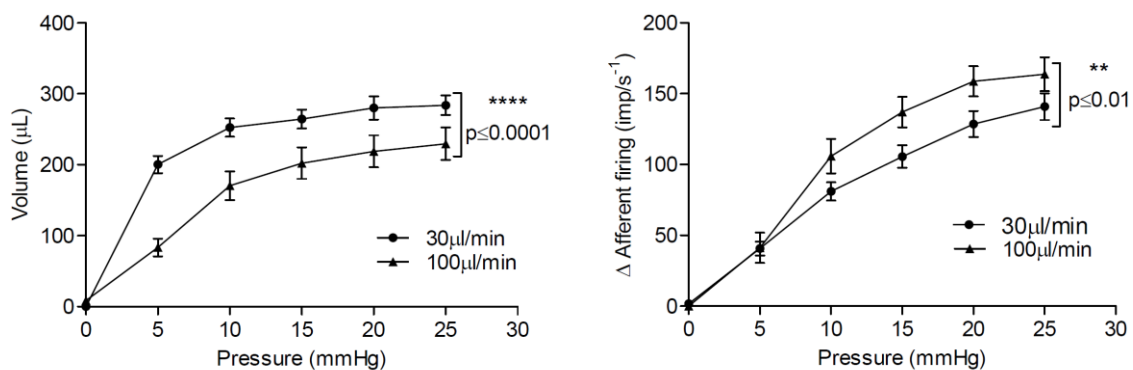 400
300
200
100
0
Volume (μL)
****
p≤0.0001
30μl/min
100μl/min
0 5 10 15 20 25 30
Pressure (mmHg)
200
150
100
50
0
Δ Afferent firing (imp/s⁻¹)
**
p≤0.01
30μl/min
100μl/min
0 5 10 15 20 25 30
Pressure (mmHg)